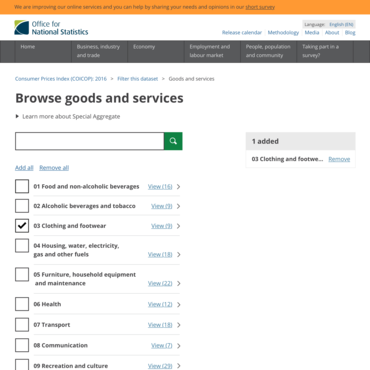 We are improving our online services and you can help by sharing your needs and opinions in our short survey
Office for
National Statistics
Language: English (EN)
Release calendar Methodology Media About Blog
Home
Business, industry
and trade
Economy
Employment and
labour market
People, population
and community
Taking part in a
survey?
Consumer Prices Index (COICOP): 2016 > Filter this dataset > Goods and services
Browse goods and services
Learn more about Special Aggregate
1 added
03 Clothing and footwe... Remove
Add all Remove all
01 Food and non-alcoholic beverages View (16)
02 Alcoholic beverages and tobacco View (9)
03 Clothing and footwear View (9)
04 Housing, water, electricity,
gas and other fuels View (18)
05 Furniture, household equipment
and maintenance View (22)
06 Health View (12)
07 Transport View (18)
08 Communication View (7)
09 Recreation and culture View (29)